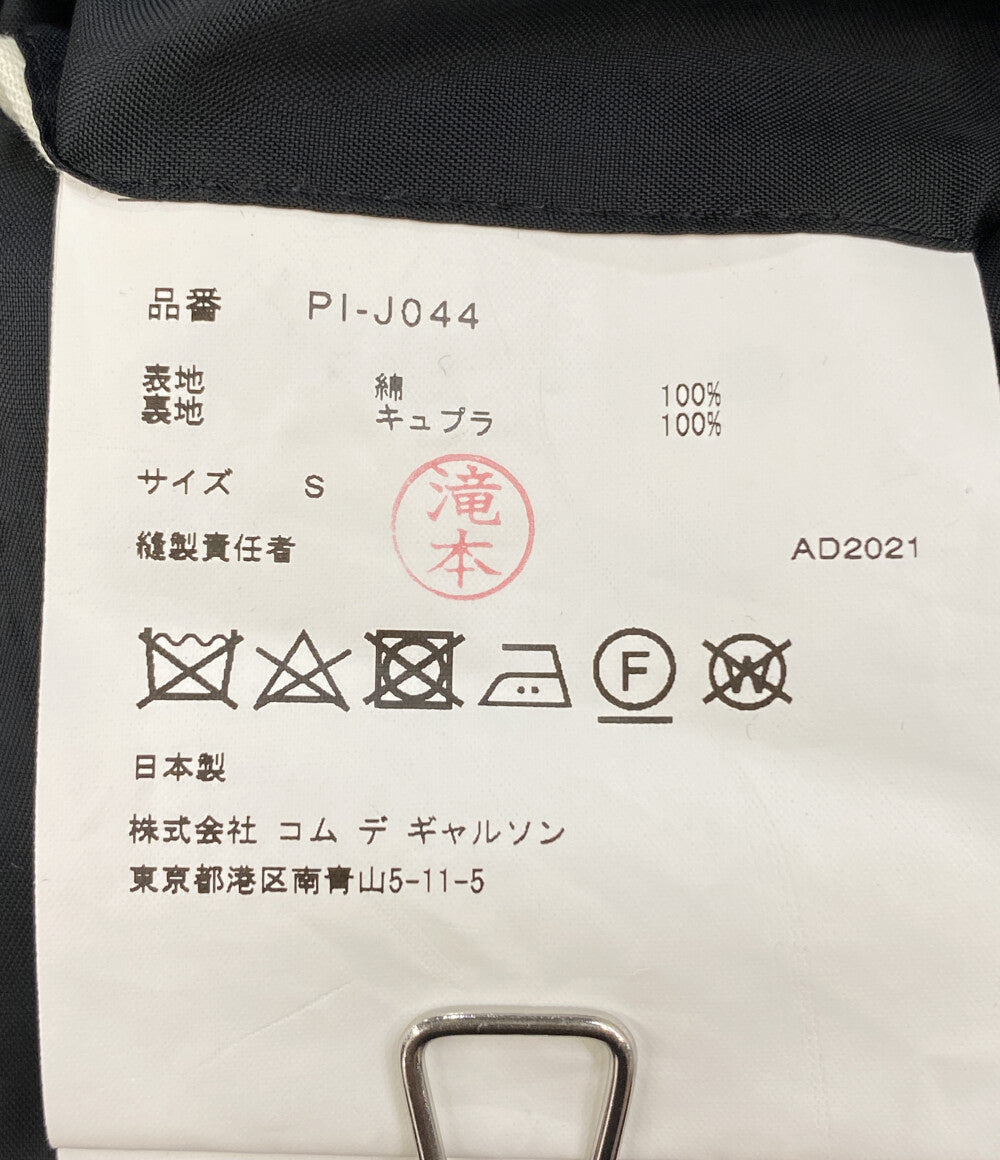 品番 PI-J044
表地 綿 100%
裏地 キュプラ 100%
サイズ S
滝本
縫製責任者 AD2021
F W
日本製
株式会社 コム デ ギャルソン
東京都港区南青山5-11-5